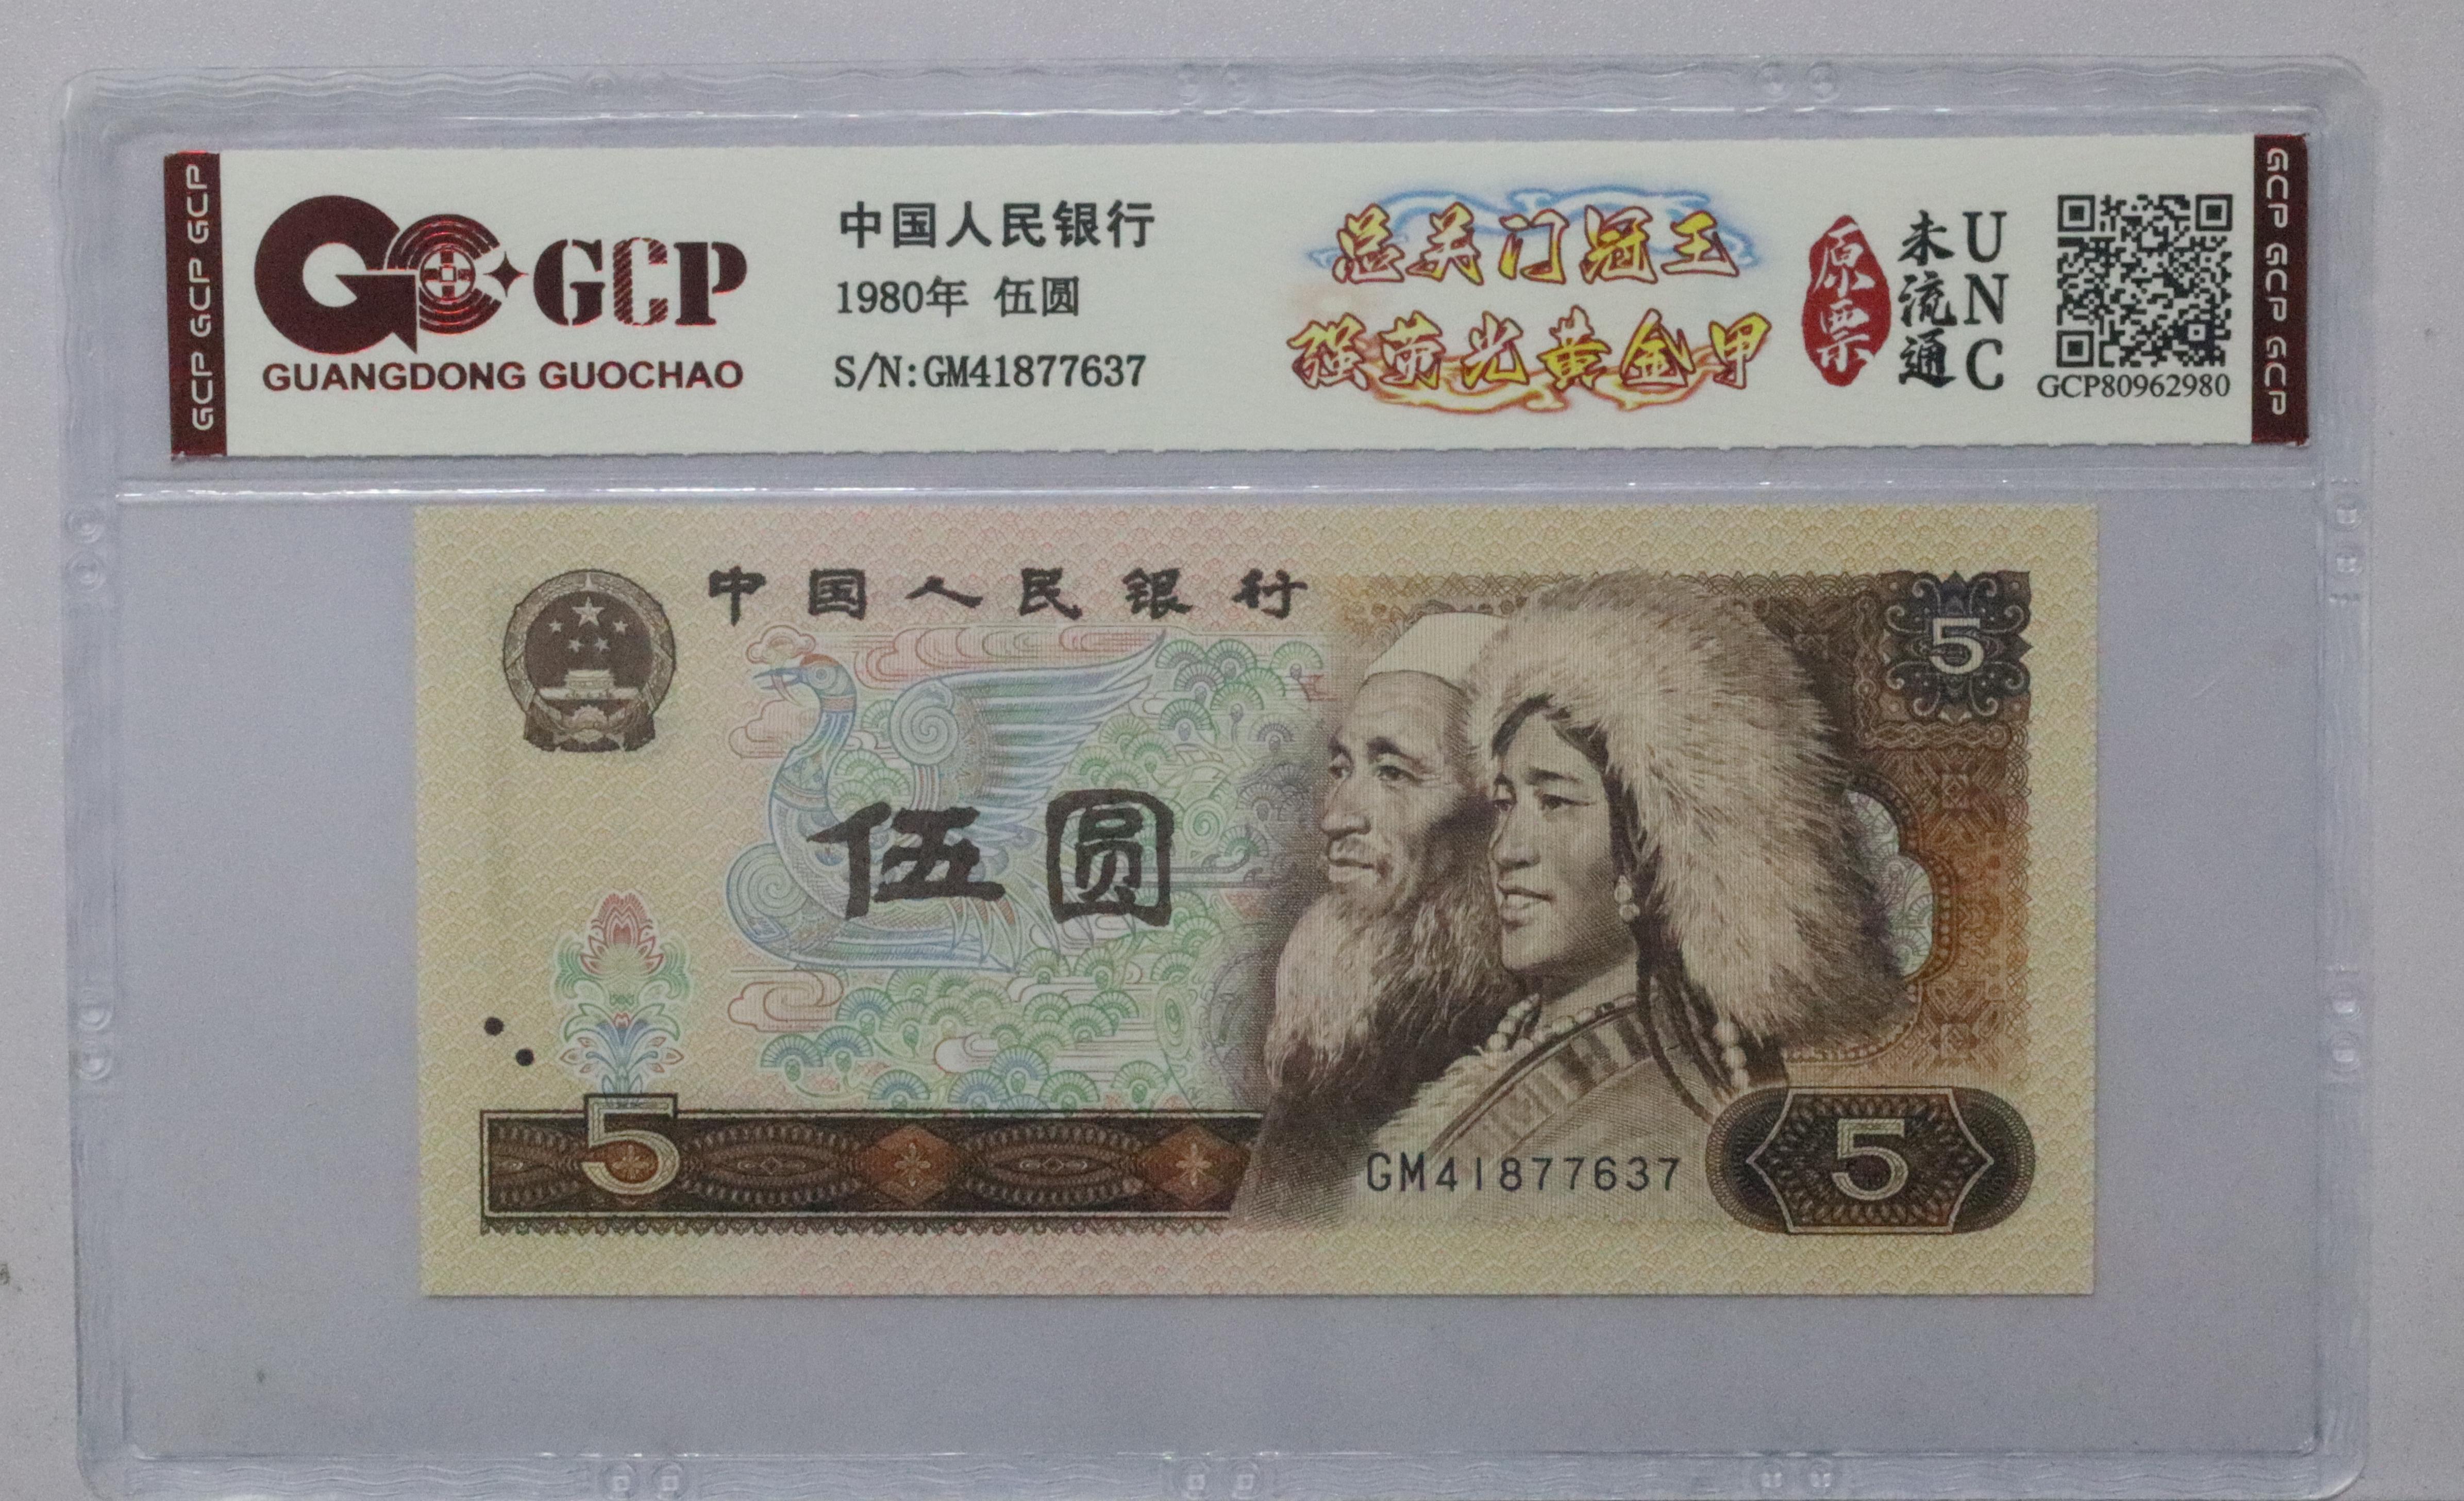 GCP GCP GCP
GCP
GUANGDONG GUOCHAO
中国人民银行
1980年 伍圆
S/N:GM41877637
总关门冠王
强荧光黄金甲
原票
未流通
UNC
GCP80962980
GCP GCP GCP
中国人民银行
5
伍圆
5
GM41877637
5